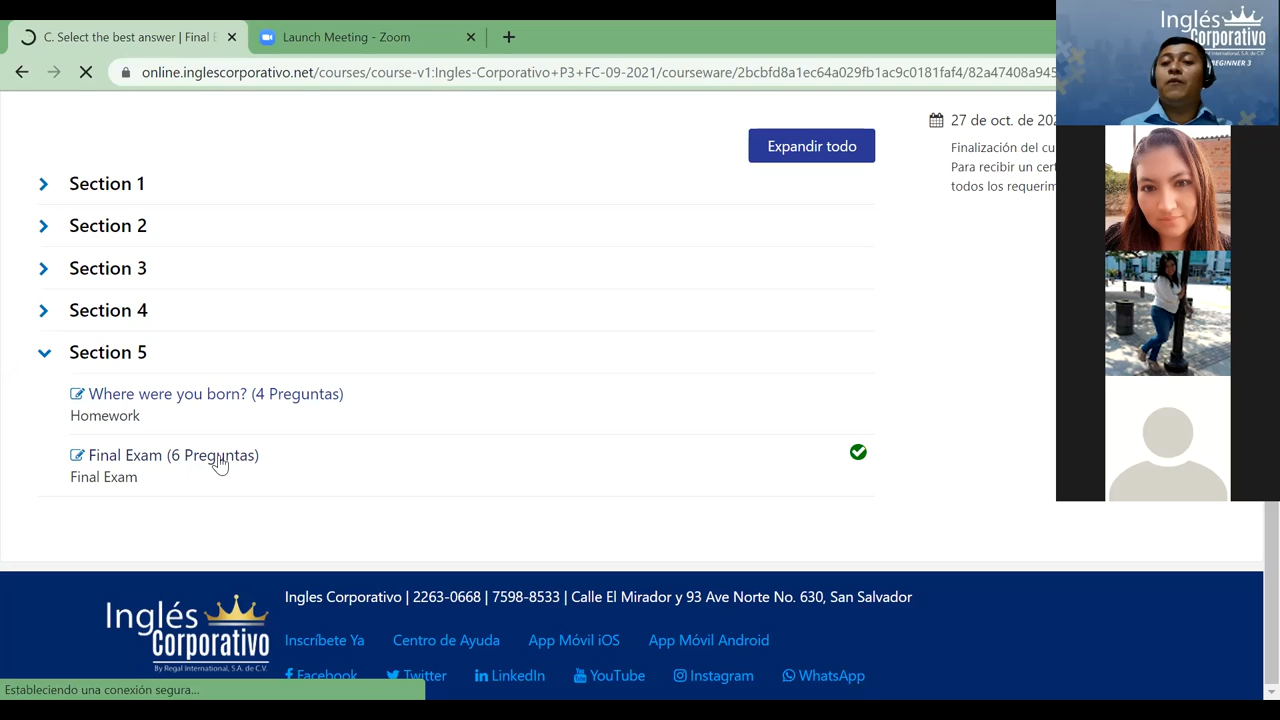 C. Select the best answer | Final E
Launch Meeting - Zoom
online.inglescorporativo.net/courses/course-v1:Ingles-Corporativo+P3+FC-09-2021/courseware/2bcbfd8a1ec64a029fb1ac9c0181faf4/82a47408a945
Inglés
Corporativo
BEGINNER 3
Expandir todo
27 de oct. de 202
Finalización del cu
Para recibir un cert
todos los requerim
Section 1
Section 2
Section 3
Section 4
Section 5
Where were you born? (4 Preguntas)
Homework
Final Exam (6 Preguntas)
Final Exam
Inglés
Corporativo
By Regal International, S.A. de C.V.
Ingles Corporativo | 2263-0668 | 7598-8533 | Calle El Mirador y 93 Ave Norte No. 630, San Salvador
Inscríbete Ya Centro de Ayuda App Móvil iOS App Móvil Android
Facebook Twitter LinkedIn YouTube Instagram WhatsApp
Estableciendo una conexión segura...